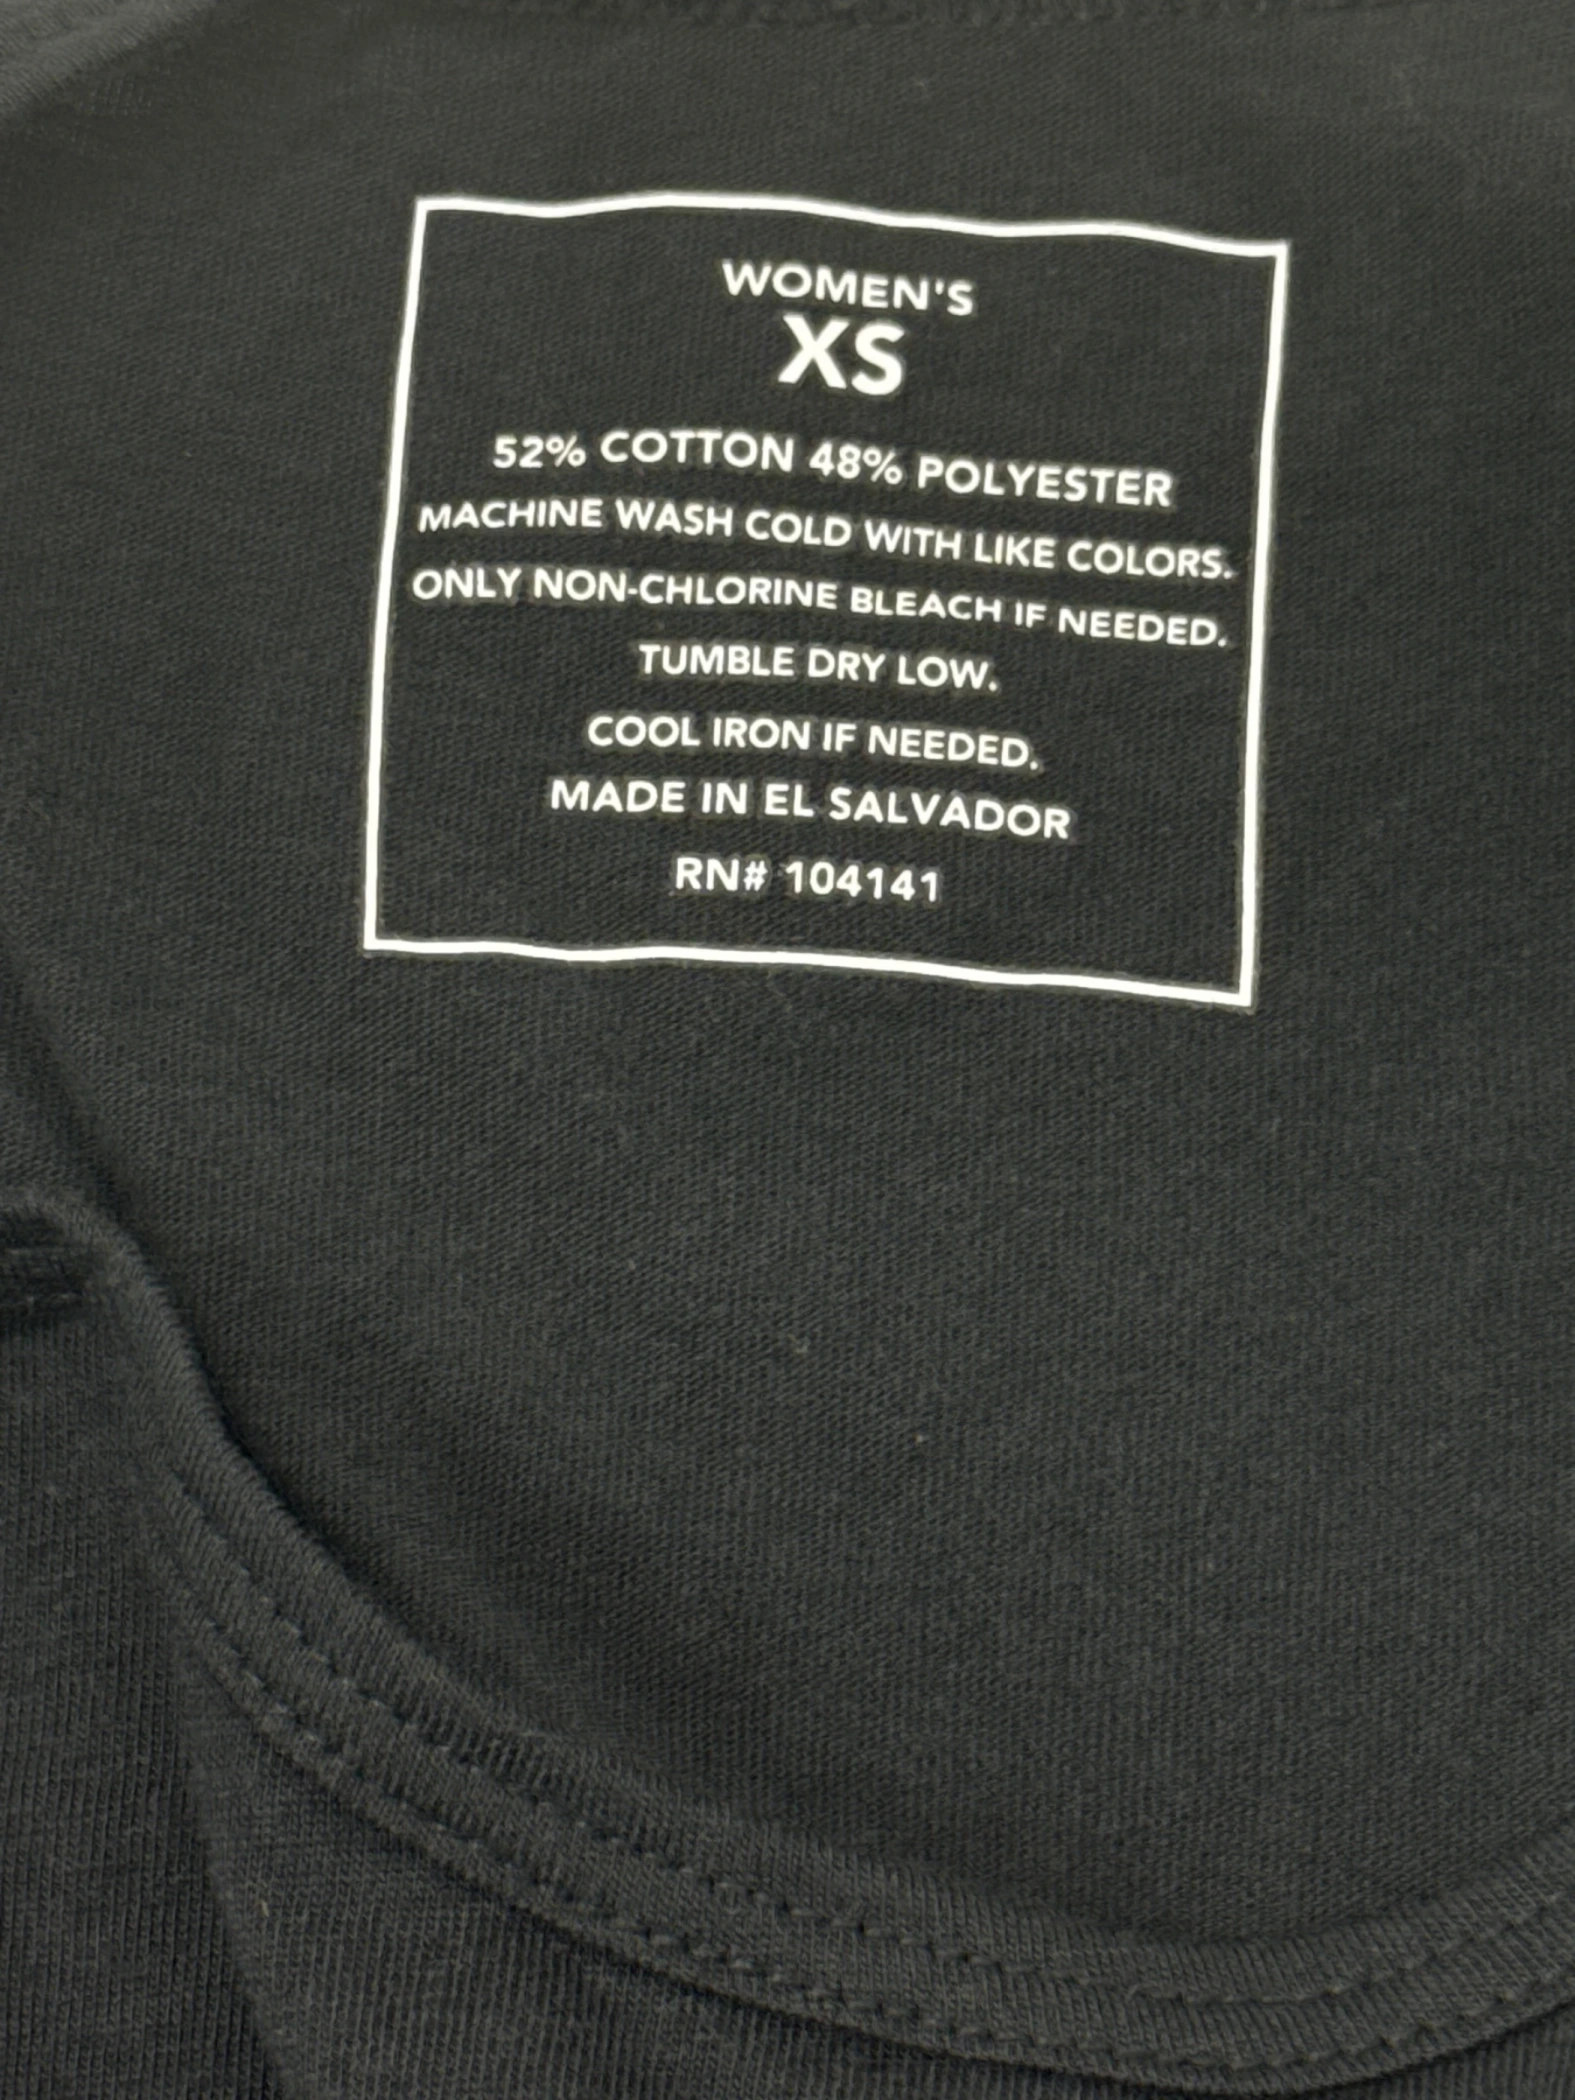 WOMEN'S
XS
52% COTTON 48% POLYESTER
MACHINE WASH COLD WITH LIKE COLORS.
ONLY NON-CHLORINE BLEACH IF NEEDED.
TUMBLE DRY LOW.
COOL IRON IF NEEDED.
MADE IN EL SALVADOR
RN# 104141